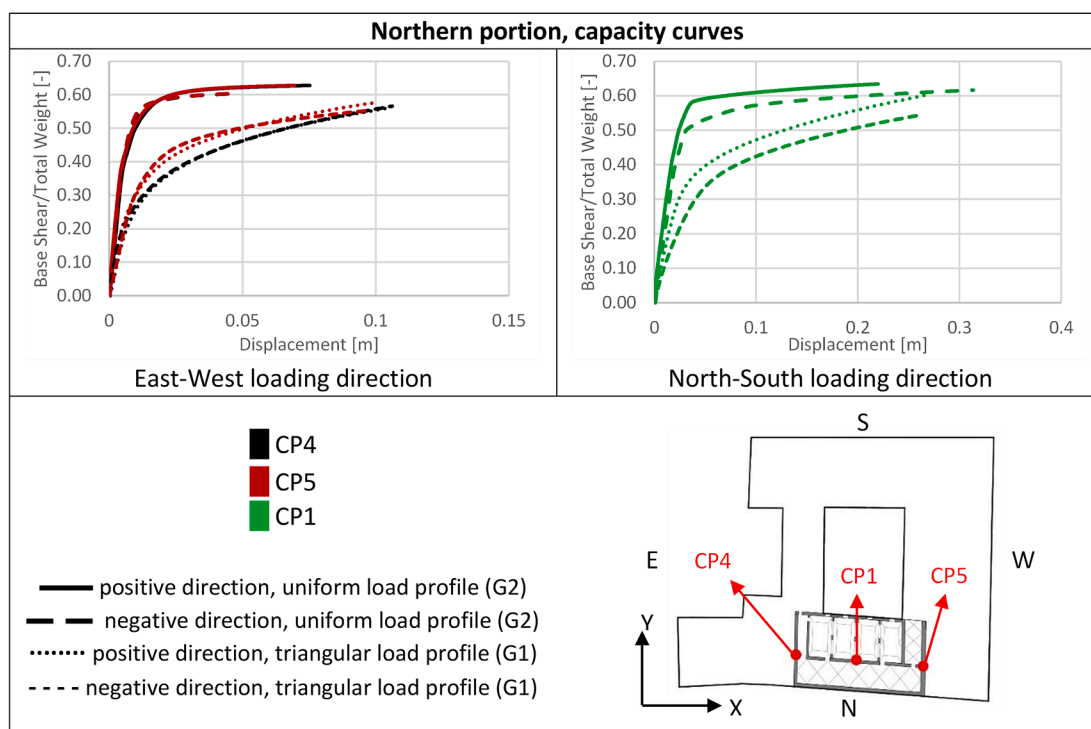 Northern portion, capacity curves
Base Shear/Total Weight [-]
0.70
0.60
0.50
0.40
0.30
0.20
0.10
0.00
0
0.05
0.1
0.15
Displacement [m]
East-West loading direction
Base Shear/Total Weight [-]
0.70
0.60
0.50
0.40
0.30
0.20
0.10
0.00
0
0.1
0.2
0.3
0.4
Displacement [m]
North-South loading direction
CP4
CP5
CP1
positive direction, uniform load profile (G2)
negative direction, uniform load profile (G2)
positive direction, triangular load profile (G1)
negative direction, triangular load profile (G1)
S
E
W
CP4
CP1
CP5
Y
X
N